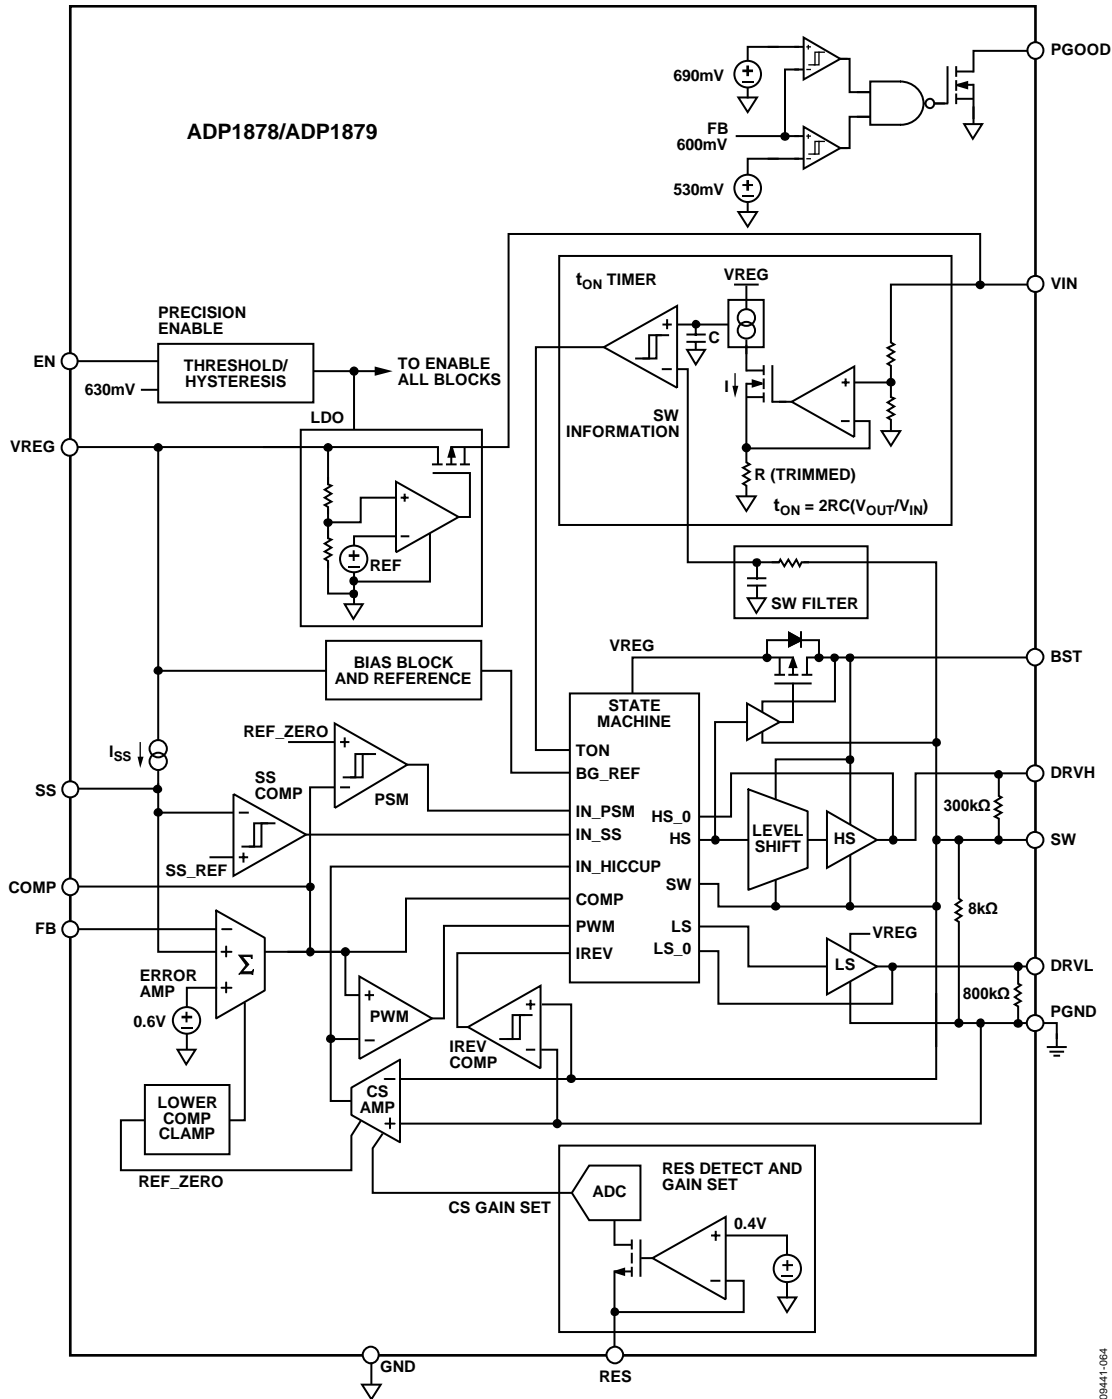 PGOOD
690mV
ADP1878/ADP1879
FB
600mV
530mV
tON TIMER
VREG
VIN
PRECISION
ENABLE
EN
THRESHOLD/
HYSTERESIS
630mV
TO ENABLE
ALL BLOCKS
C
I
SW
INFORMATION
LDO
VREG
R (TRIMMED)
tON = 2RC(VOUT/VIN)
REF
SW FILTER
VREG
BST
BIAS BLOCK
AND REFERENCE
STATE
MACHINE
REF_ZERO
ISS
TON
BG_REF
DRVH
SS
COMP
PSM
SS
IN_PSM
HS_0
300kΩ
IN_SS
HS
LEVEL
SHIFT
HS
SW
SS_REF
IN_HICCUP
COMP
SW
COMP
8kΩ
FB
PWM
LS
VREG
IREV
LS_0
LS
DRVL
ERROR
AMP
Σ
800kΩ
0.6V
PWM
IREV
COMP
PGND
CS
AMP
LOWER
COMP
CLAMP
REF_ZERO
RES DETECT AND
GAIN SET
ADC
CS GAIN SET
0.4V
GND
RES
09441-064